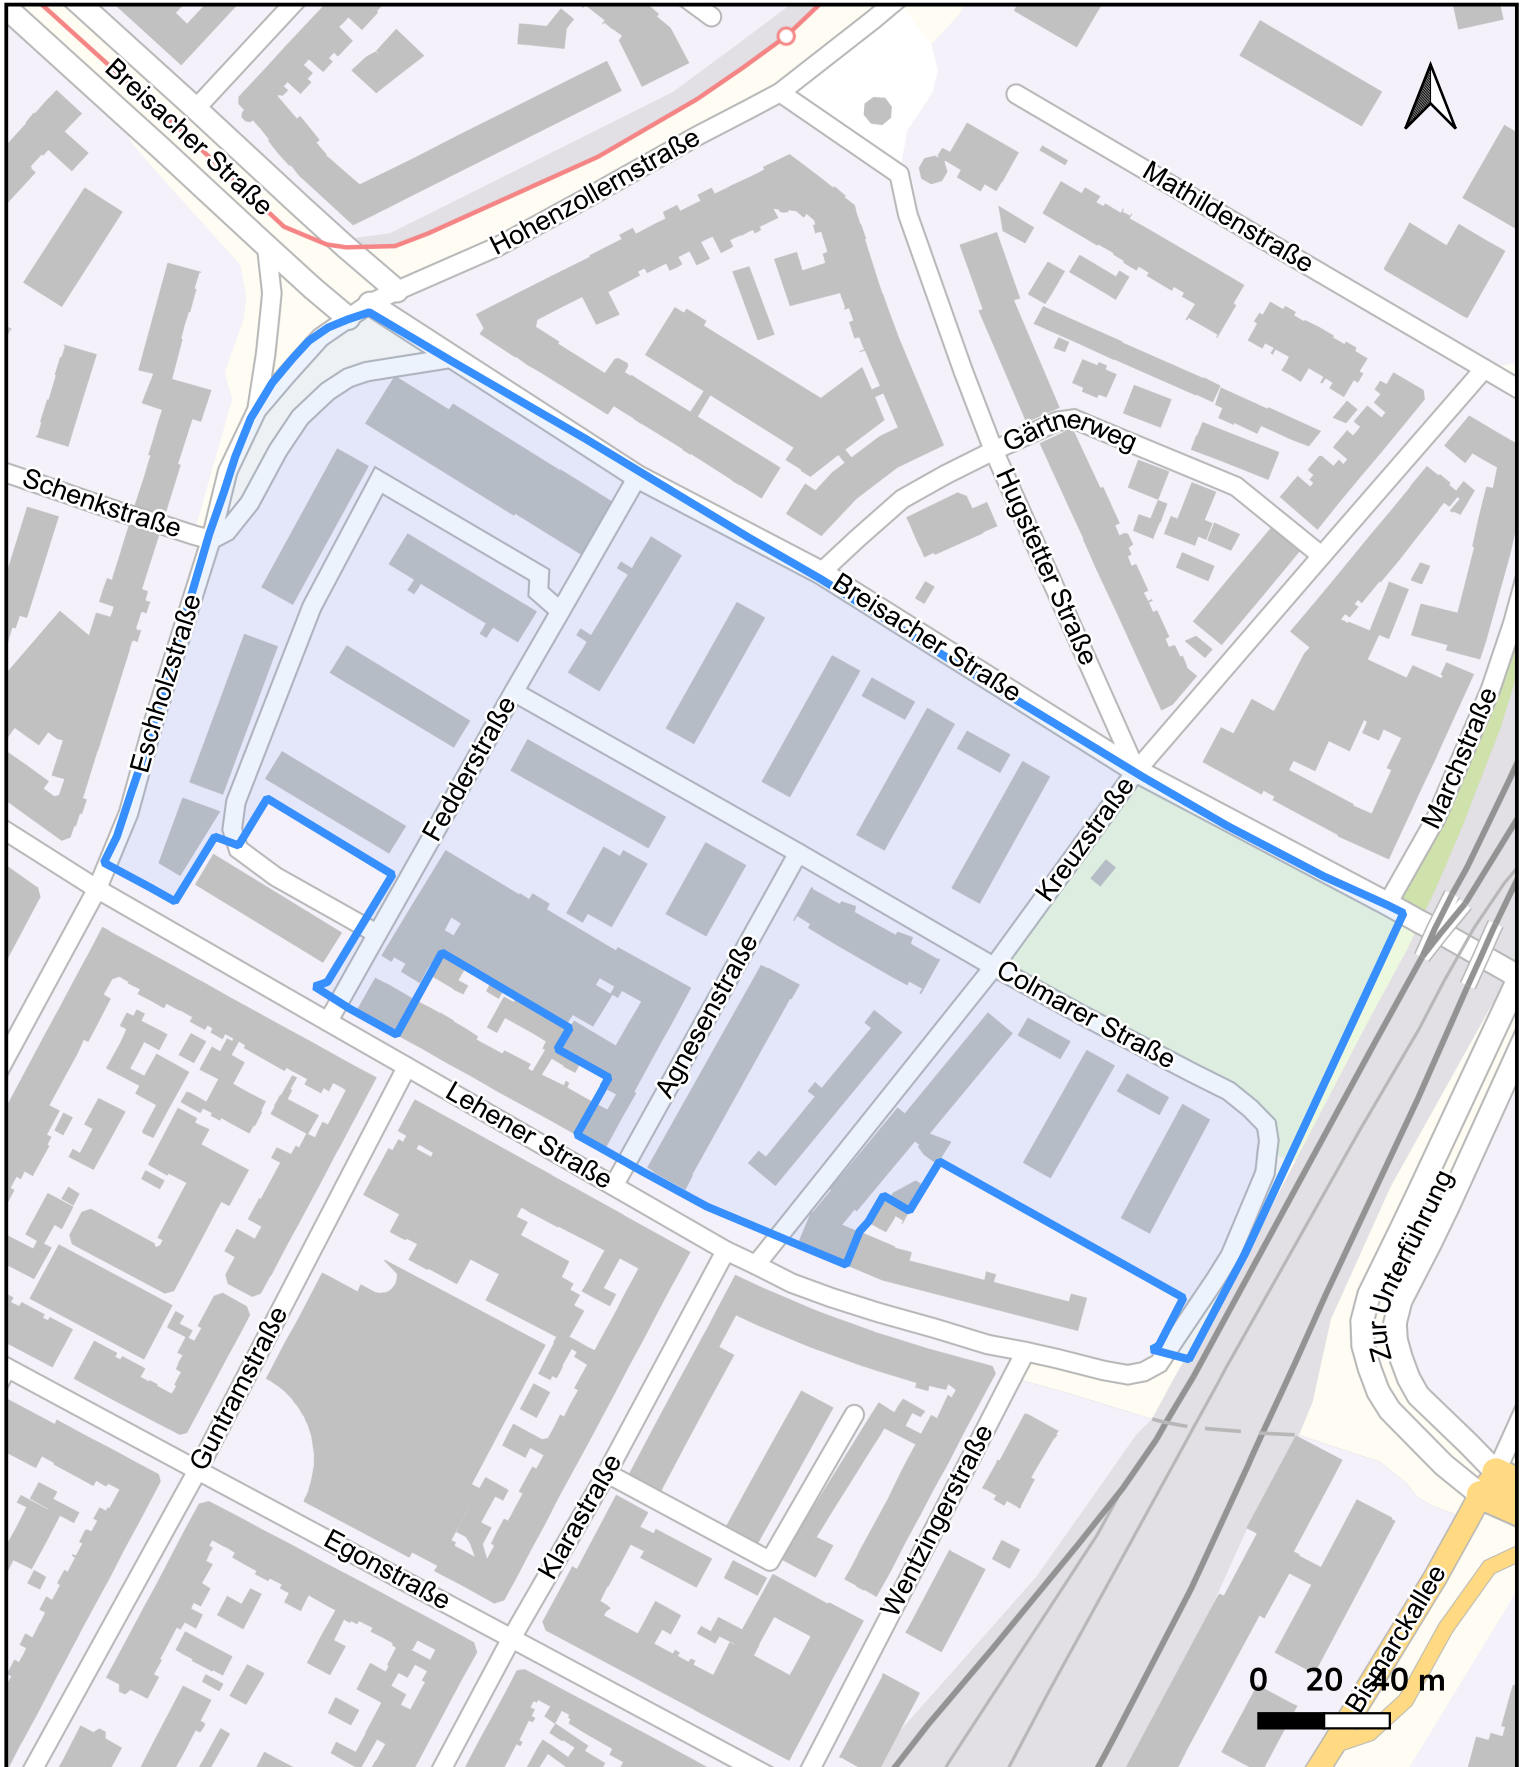 Breisacher Straße
Hohenzollernstraße
Mathildenstraße
Gärtnerweg
Schenkstraße
Hugstetter Straße
Breisacher Straße
Eschholzstraße
Fedderstraße
Marchstraße
Kreuzstraße
Agnesenstraße
Colmarer Straße
Lehener Straße
Zur Unterführung
Guntramstraße
Klarastraße
Wentzingerstraße
Egonstraße
Bismarckallee
0 20 40 m